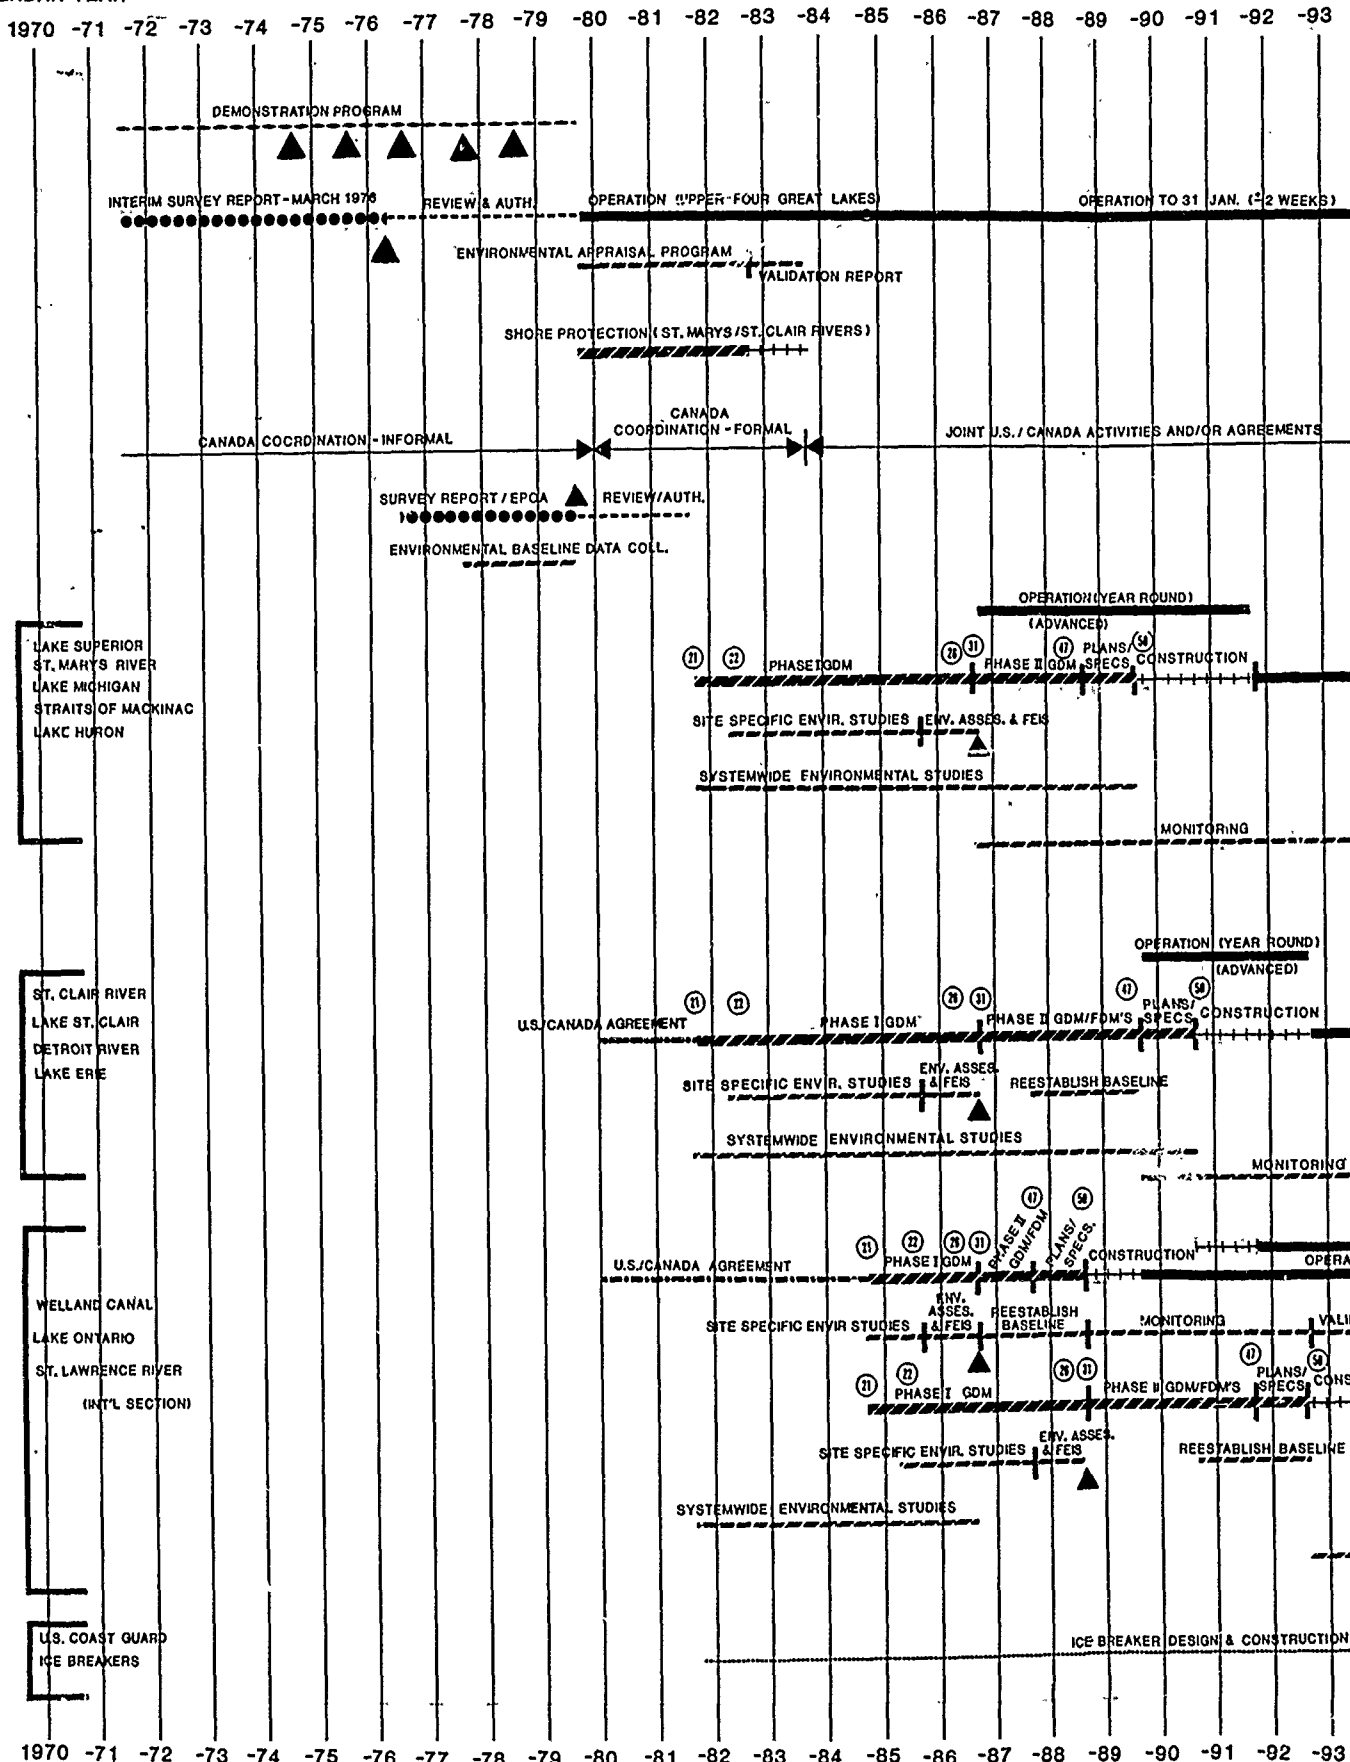 1970 -71 -72 -73 -74 -75 -76 -77 -78 -79 -80 -82 -83 -84 -85 -86 -87 -89 -90 -91 -92 -93
DEMONSTRATION PROGRAM
INTERIM SURVEY REPORT - MARCH 1976
REVIEW & AUTH.
OPERATION (UPPER-FOUR GREAT LAKES)
OPERATION TO 31 JAN. (± 2 WEEKS)
ENVIRONMENTAL APPRAISAL PROGRAM
VALIDATION REPORT
SHORE PROTECTION (ST. MARYS/ST. CLAIR RIVERS)
CANADA COORDINATION - INFORMAL
CANADA
COORDINATION - FORMAL
JOINT U.S./CANADA ACTIVITIES AND/OR AGREEMENTS
SURVEY REPORT / EPCA
REVIEW/AUTH.
ENVIRONMENTAL BASELINE DATA COLL.
OPERATION (YEAR ROUND)
(ADVANCED)
LAKE SUPERIOR
ST. MARYS RIVER
LAKE MICHIGAN
STRAITS OF MACKINAC
LAKE HURON
21 22 PHASE I GDM 26 31 PHASE II GDM 47 PLANS/
SPECS. 50 CONSTRUCTION
SITE SPECIFIC ENVIR. STUDIES ENV. ASSES. & FEIS
SYSTEMWIDE ENVIRONMENTAL STUDIES
MONITORING
OPERATION (YEAR ROUND)
(ADVANCED)
ST. CLAIR RIVER
LAKE ST. CLAIR
DETROIT RIVER
LAKE ERIE
U.S./CANADA AGREEMENT 21 22 PHASE I GDM 26 31 PHASE II GDM/FDM'S 47 PLANS/
SPECS 50 CONSTRUCTION
SITE SPECIFIC ENVIR. STUDIES ENV. ASSES.
& FEIS
REESTABLISH BASELINE
SYSTEMWIDE ENVIRONMENTAL STUDIES
MONITORING
WELLAND CANAL
LAKE ONTARIO
ST. LAWRENCE RIVER
(INT'L SECTION)
U.S./CANADA AGREEMENT 21 22 PHASE I GDM 26 31 PHASE II
GDM/FDM 47 PLANS/
SPECS. 50 CONSTRUCTION
OPERA
SITE SPECIFIC ENVIR STUDIES ENV.
ASSES.
& FEIS
REESTABLISH
BASELINE
MONITORING
VALI
21 22 PHASE I GDM 26 31 PHASE II GDM/FDM'S 47 PLANS/
SPECS 50 CONS
SITE SPECIFIC ENVIR. STUDIES ENV. ASSES.
& FEIS
REESTABLISH BASELINE
SYSTEMWIDE ENVIRONMENTAL STUDIES
U.S. COAST GUARD
ICE BREAKERS
ICE BREAKER DESIGN & CONSTRUCTION
1970 -71 -72 -73 -74 -75 -76 -77 -78 -79 -80 -82 -83 -84 -85 -86 -87 -88 -89 -90 -91 -92 -93